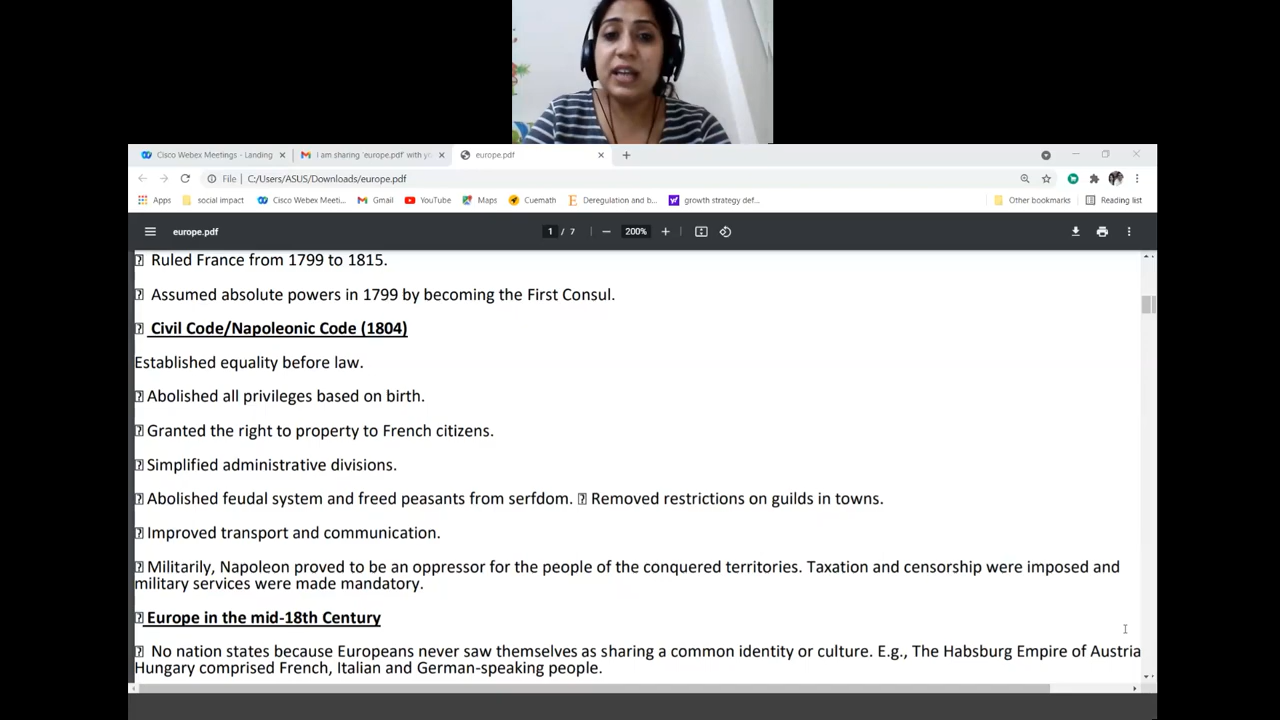 Cisco Webex Meetings - Landing
I am sharing 'europe.pdf' with y
europe.pdf
File | C:/Users/ASUS/Downloads/europe.pdf
Apps social impact Cisco Webex Meeti... Gmail YouTube Maps Cuemath Deregulation and b... growth strategy def... Other bookmarks Reading list
europe.pdf 1 / 7 200%
Ruled France from 1799 to 1815.
Assumed absolute powers in 1799 by becoming the First Consul.
Civil Code/Napoleonic Code (1804)
Established equality before law.
Abolished all privileges based on birth.
Granted the right to property to French citizens.
Simplified administrative divisions.
Abolished feudal system and freed peasants from serfdom. Removed restrictions on guilds in towns.
Improved transport and communication.
Militarily, Napoleon proved to be an oppressor for the people of the conquered territories. Taxation and censorship were imposed and
military services were made mandatory.
Europe in the mid-18th Century
No nation states because Europeans never saw themselves as sharing a common identity or culture. E.g., The Habsburg Empire of Austria
Hungary comprised French, Italian and German-speaking people.